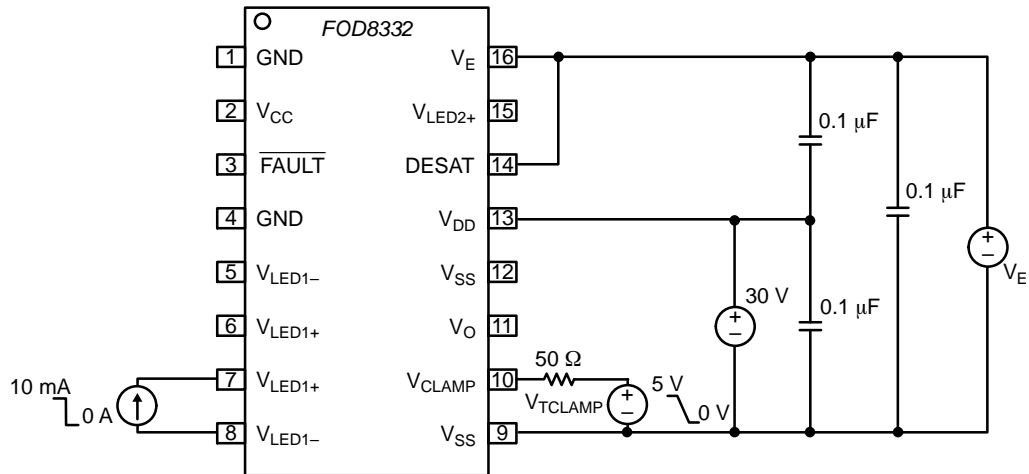 FOD8332
1 GND
2 VCC
3 FAULT
4 GND
5 VLED1–
6 VLED1+
7 VLED1+
8 VLED1–
VE 16
VLED2+ 15
DESAT 14
VDD 13
VSS 12
VO 11
VCLAMP 10
VSS 9
10 mA
0 A
50 Ω
VTCLAMP
5 V
0 V
30 V
0.1 μF
0.1 μF
0.1 μF
VE
+
–
+
–
+
–